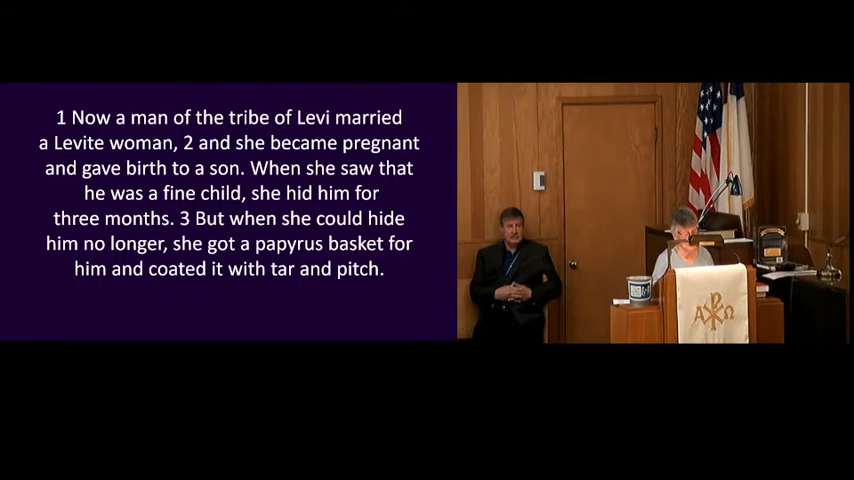 1 Now a man of the tribe of Levi married
a Levite woman, 2 and she became pregnant
and gave birth to a son. When she saw that
he was a fine child, she hid him for
three months. 3 But when she could hide
him no longer, she got a papyrus basket for
him and coated it with tar and pitch.
Α Ω